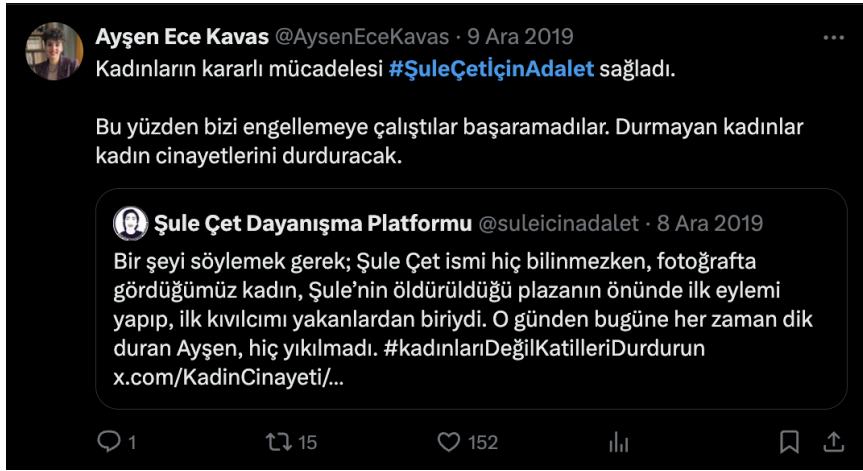 Ayşen Ece Kavas @AysenEceKavas · 9 Ara 2019
Kadınların kararlı mücadelesi #ŞuleÇetİçinAdalet sağladı.
Bu yüzden bizi engellemeye çalıştılar başaramadılar. Durmayan kadınlar
kadın cinayetlerini durduracak.
Şule Çet Dayanışma Platformu @suleicinadalet · 8 Ara 2019
Bir şeyi söylemek gerek; Şule Çet ismi hiç bilinmezken, fotoğrafta
gördüğümüz kadın, Şule’nin öldürüldüğü plazanın önünde ilk eylemi
yapıp, ilk kıvılcımı yakanlardan biriydi. O günden bugüne her zaman dik
duran Ayşen, hiç yıkılmadı. #kadınlarıDeğilKatilleriDurdurun
x.com/KadinCinayeti/...
1 15 152